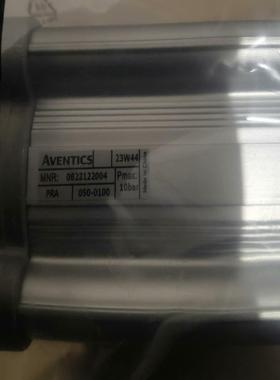 AVENTICS 23W44
MNR: 0822122004 Pmax:
PRA 050-0100 10bar
Made in China